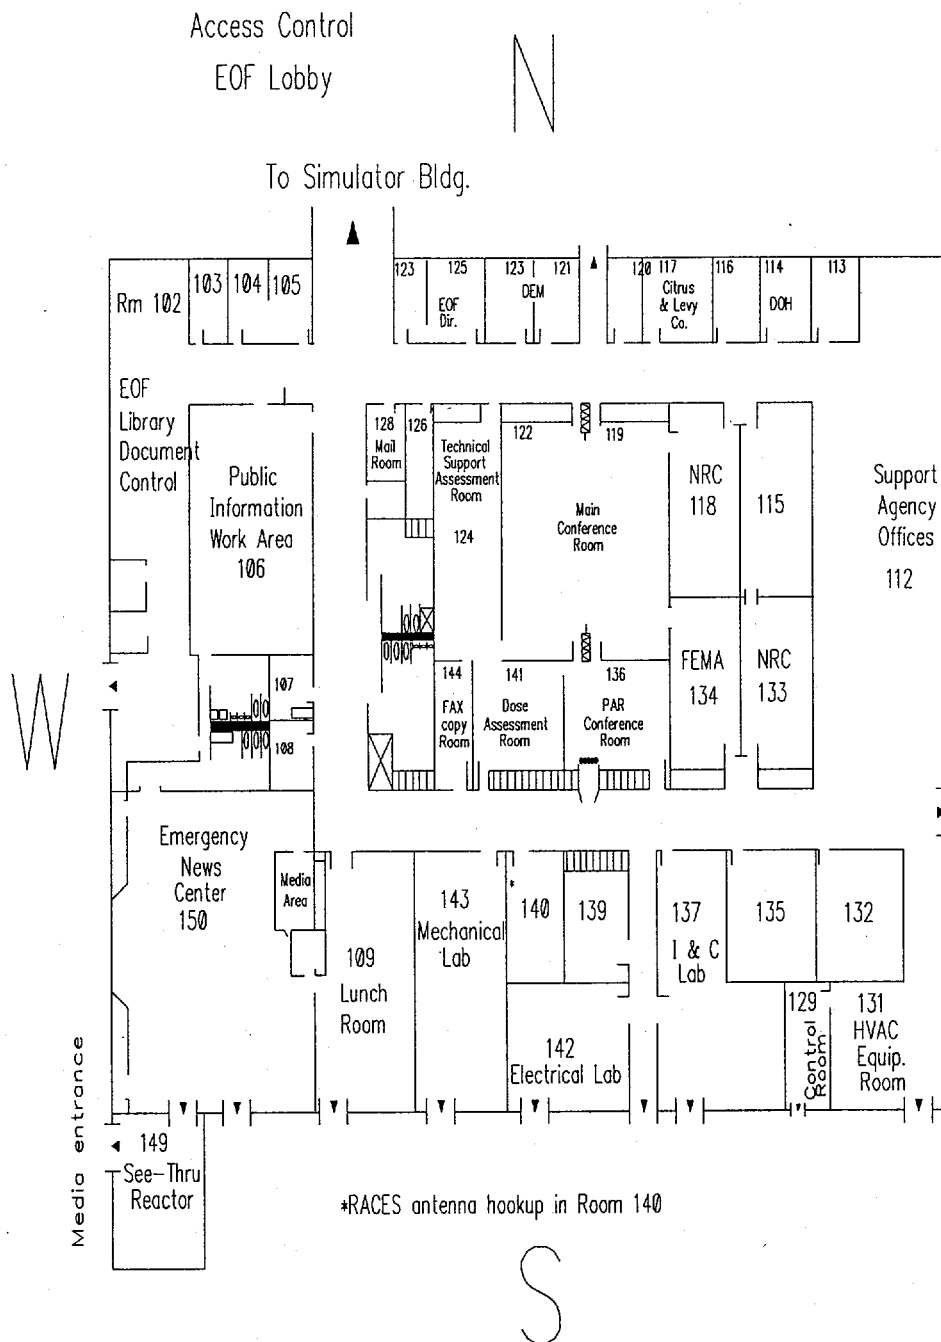 Access Control
EOF Lobby
N
To Simulator Bldg.
Rm 102
103
104
105
123
125
EOF
Dir.
123
121
DEM
120
117
Citrus
& Levy
Co.
116
114
DOH
113
EOF
Library
Document
Control
Public
Information
Work Area
106
128
Mail
Room
126
Technical
Support
Assessment
Room
124
122
119
Main
Conference
Room
NRC
118
115
Support
Agency
Offices
112
W
107
108
144
FAX
copy
Room
141
Dose
Assessment
Room
136
PAR
Conference
Room
FEMA
134
NRC
133
Emergency
News
Center
150
Media
Area
109
Lunch
Room
143
Mechanical
Lab
*
140
139
137
I & C
Lab
135
132
142
Electrical Lab
129
Control
Room
131
HVAC
Equip.
Room
Media entrance
149
See-Thru
Reactor
*RACES antenna hookup in Room 140
S